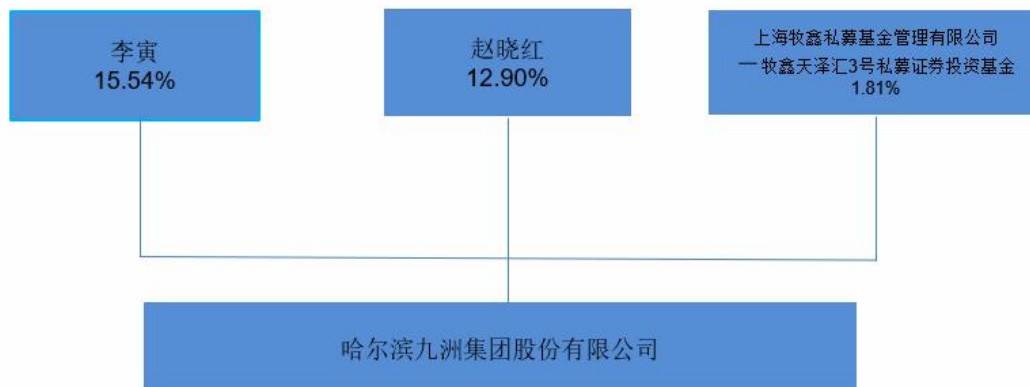 李寅
15.54%
赵晓红
12.90%
上海牧鑫私募基金管理有限公司
一牧鑫天泽汇3号私募证券投资基金
1.81%
哈尔滨九洲集团股份有限公司